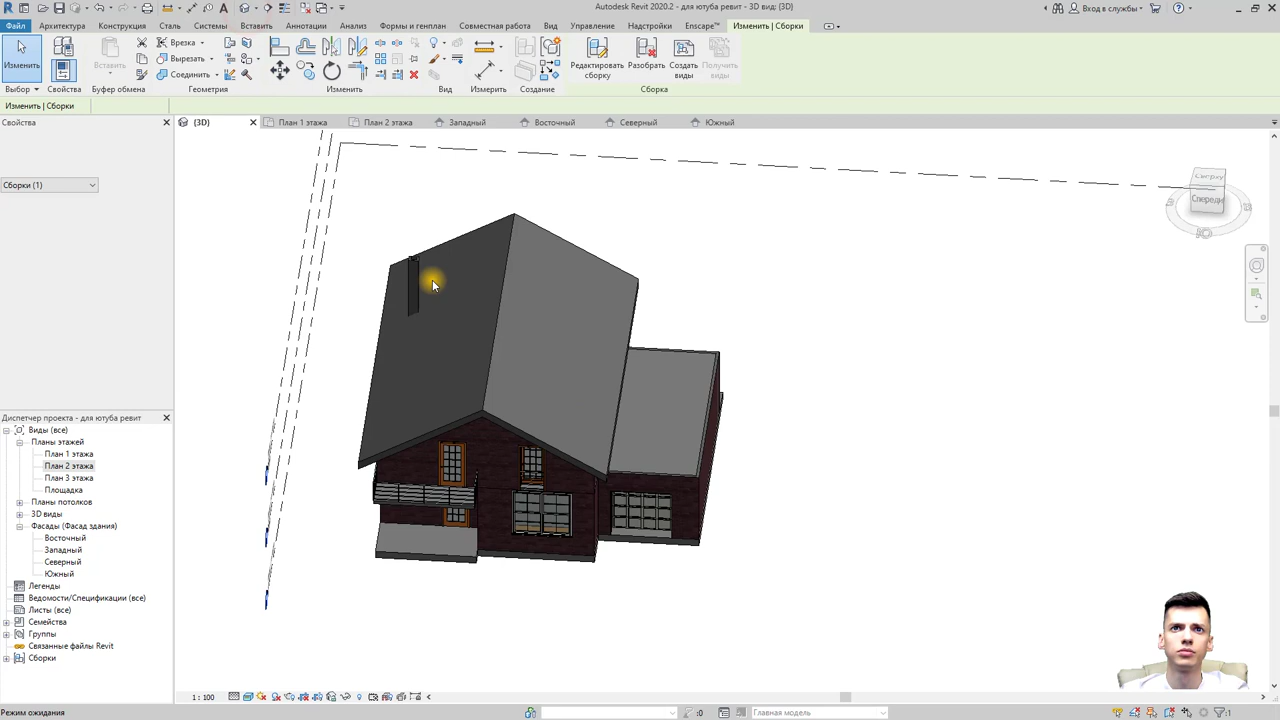 Autodesk Revit 2020.2 - для ютуба ревит - 3D вид: {3D}
Вход в службы
Файл Архитектура Конструкция Сталь Системы Вставить Аннотации Анализ Формы и генплан Совместная работа Вид Управление Надстройки Enscape™ Изменить | Сборки
Изменить
Вставить
Врезка
Вырезать
Соединить
Редактировать сборку
Разобрать
Создать виды
Получить виды
Выбор Свойства Буфер обмена Геометрия Изменить Вид Измерить Создание Сборка
Изменить | Сборки
Свойства
{3D} План 1 этажа План 2 этажа Западный Восточный Северный Южный
Сборки (1)
Сверху
Спереди
Диспетчер проекта - для ютуба ревит
Виды (все)
Планы этажей
План 1 этажа
План 2 этажа
План 3 этажа
Площадка
Планы потолков
3D виды
Фасады (Фасад здания)
Восточный
Западный
Северный
Южный
Легенды
Ведомости/Спецификации (все)
Листы (все)
Семейства
Группы
Связанные файлы Revit
Сборки
1 : 100
Режим ожидания
:0
Главная модель
:1